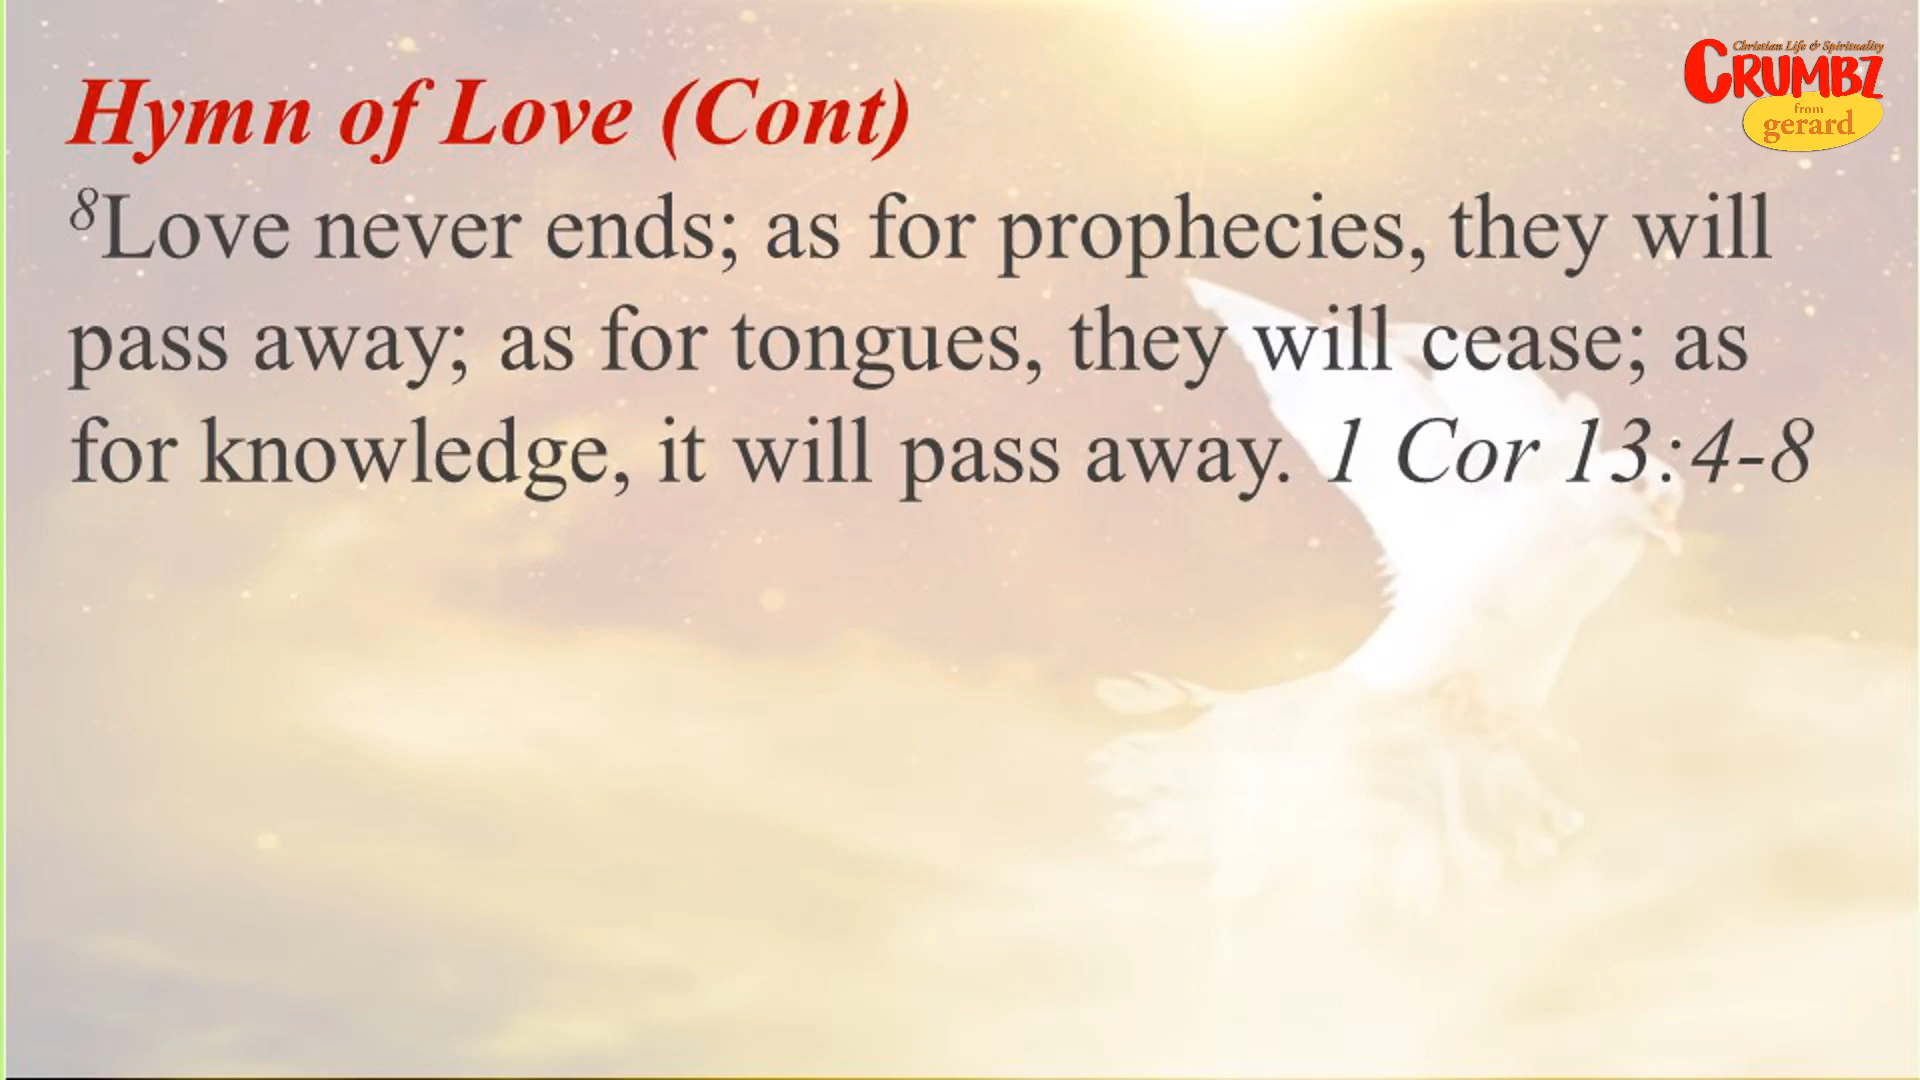 Christian Life & Spirituality
CRUMBZ
from
gerard
Hymn of Love (Cont)
8Love never ends; as for prophecies, they will
pass away; as for tongues, they will cease; as
for knowledge, it will pass away. 1 Cor 13:4-8